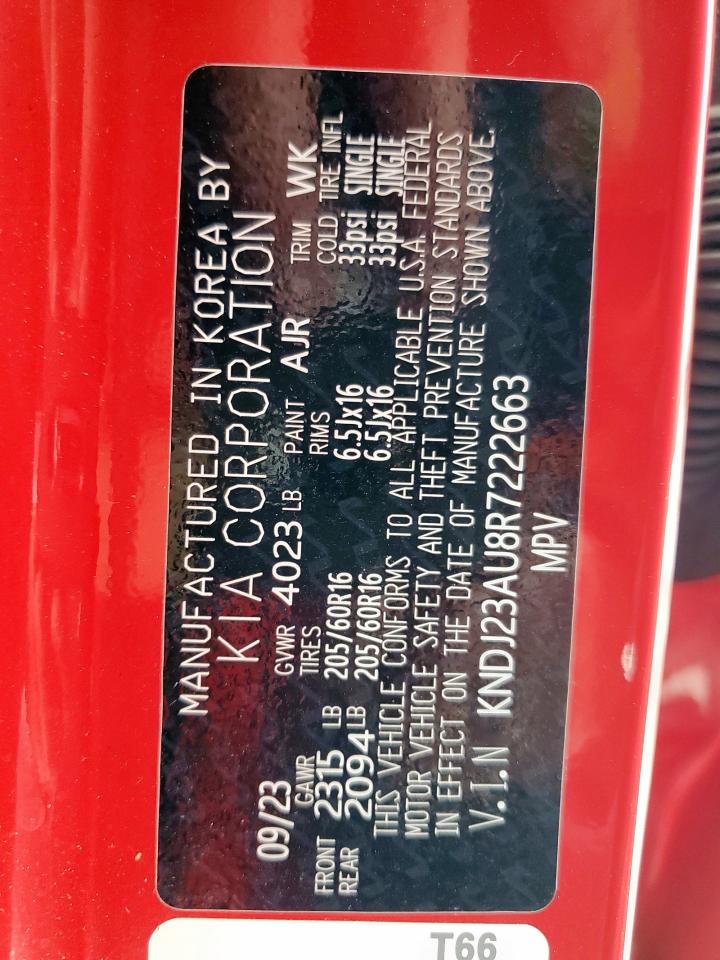 MANUFACTURED IN KOREA BY
KIA CORPORATION
09/23 GVWR 4023 LB PAINT AJR TRIM WK
GAWR TIRES RIMS COLD TIRE INFL
FRONT 2315 LB 205/60R16 6.5Jx16 33psi SINGLE
REAR 2094 LB 205/60R16 6.5Jx16 33psi SINGLE
THIS VEHICLE CONFORMS TO ALL APPLICABLE U.S.A. FEDERAL
MOTOR VEHICLE SAFETY AND THEFT PREVENTION STANDARDS
IN EFFECT ON THE DATE OF MANUFACTURE SHOWN ABOVE.
V.I.N KNDJ23AU8R7222663
MPV
T66